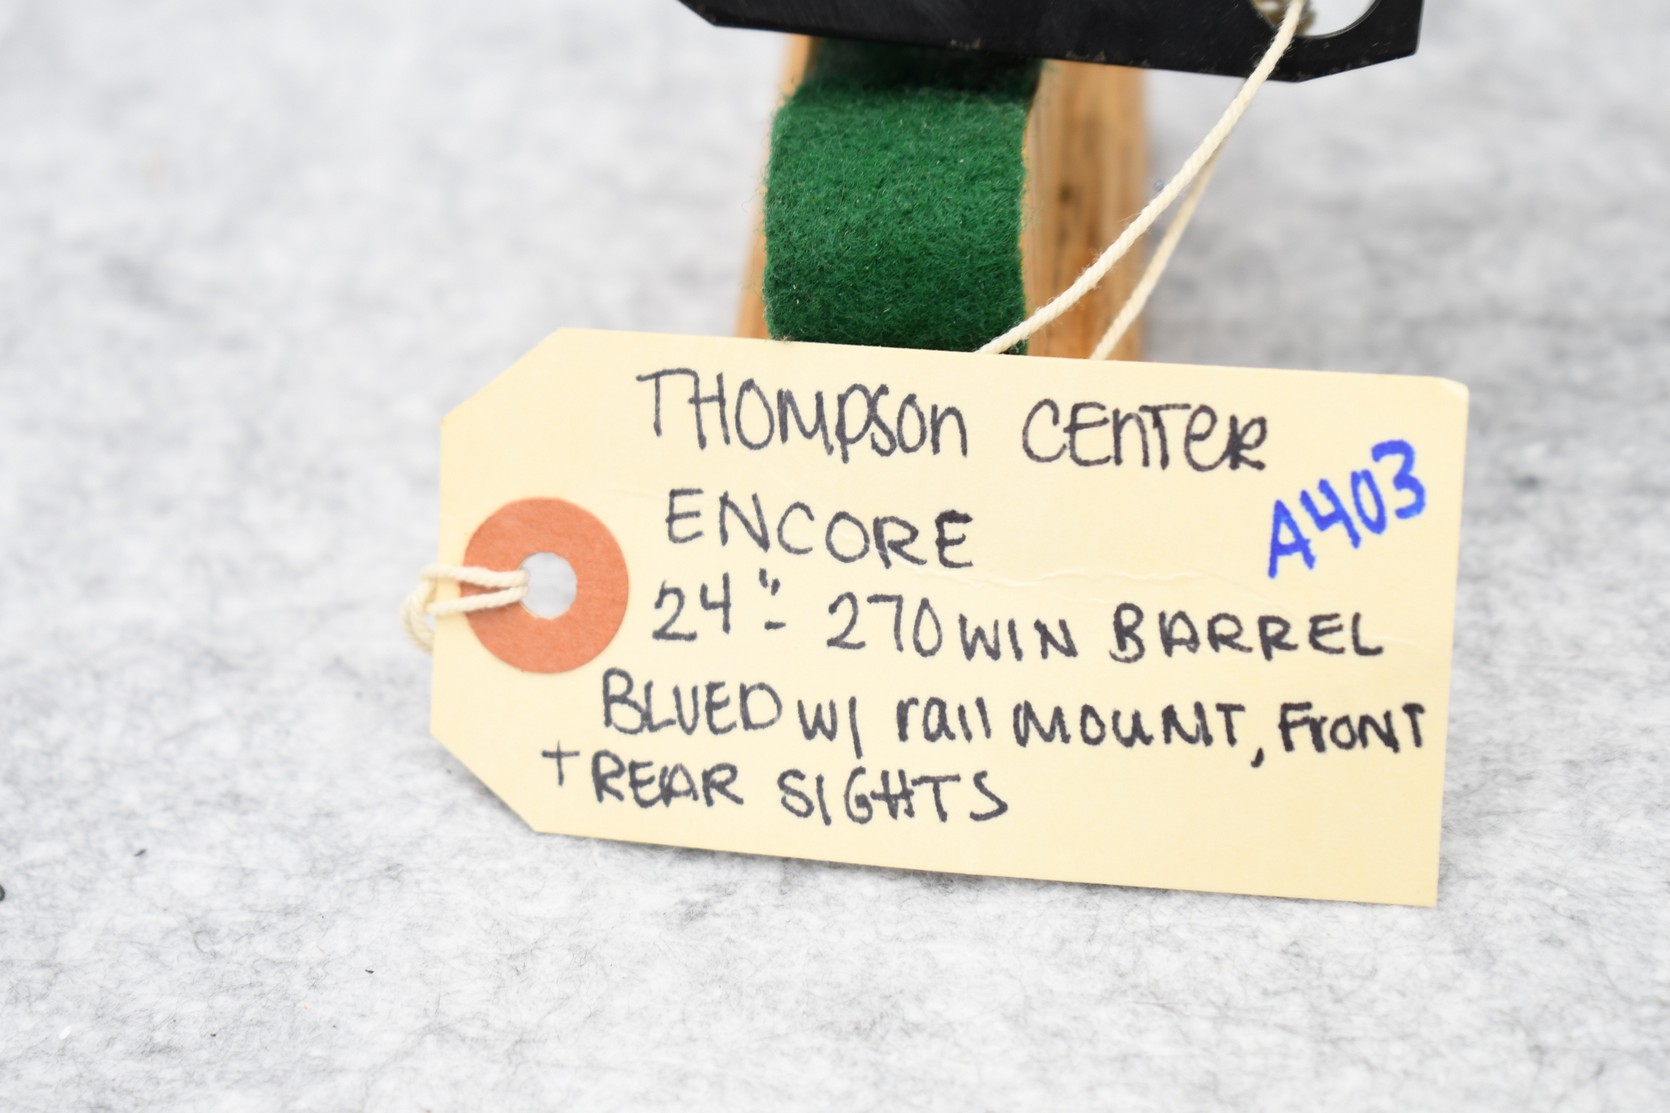 THOMPSON CENTER
ENCORE
A403
24"- 270 WIN BARREL
BLUED W/ rail MOUNT, FRONT
+ REAR SIGHTS